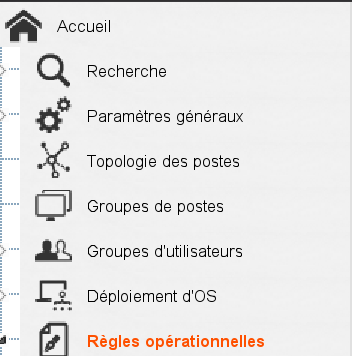 Accueil
Recherche
Paramètres généraux
Topologie des postes
Groupes de postes
Groupes d'utilisateurs
Déploiement d'OS
Règles opérationnelles